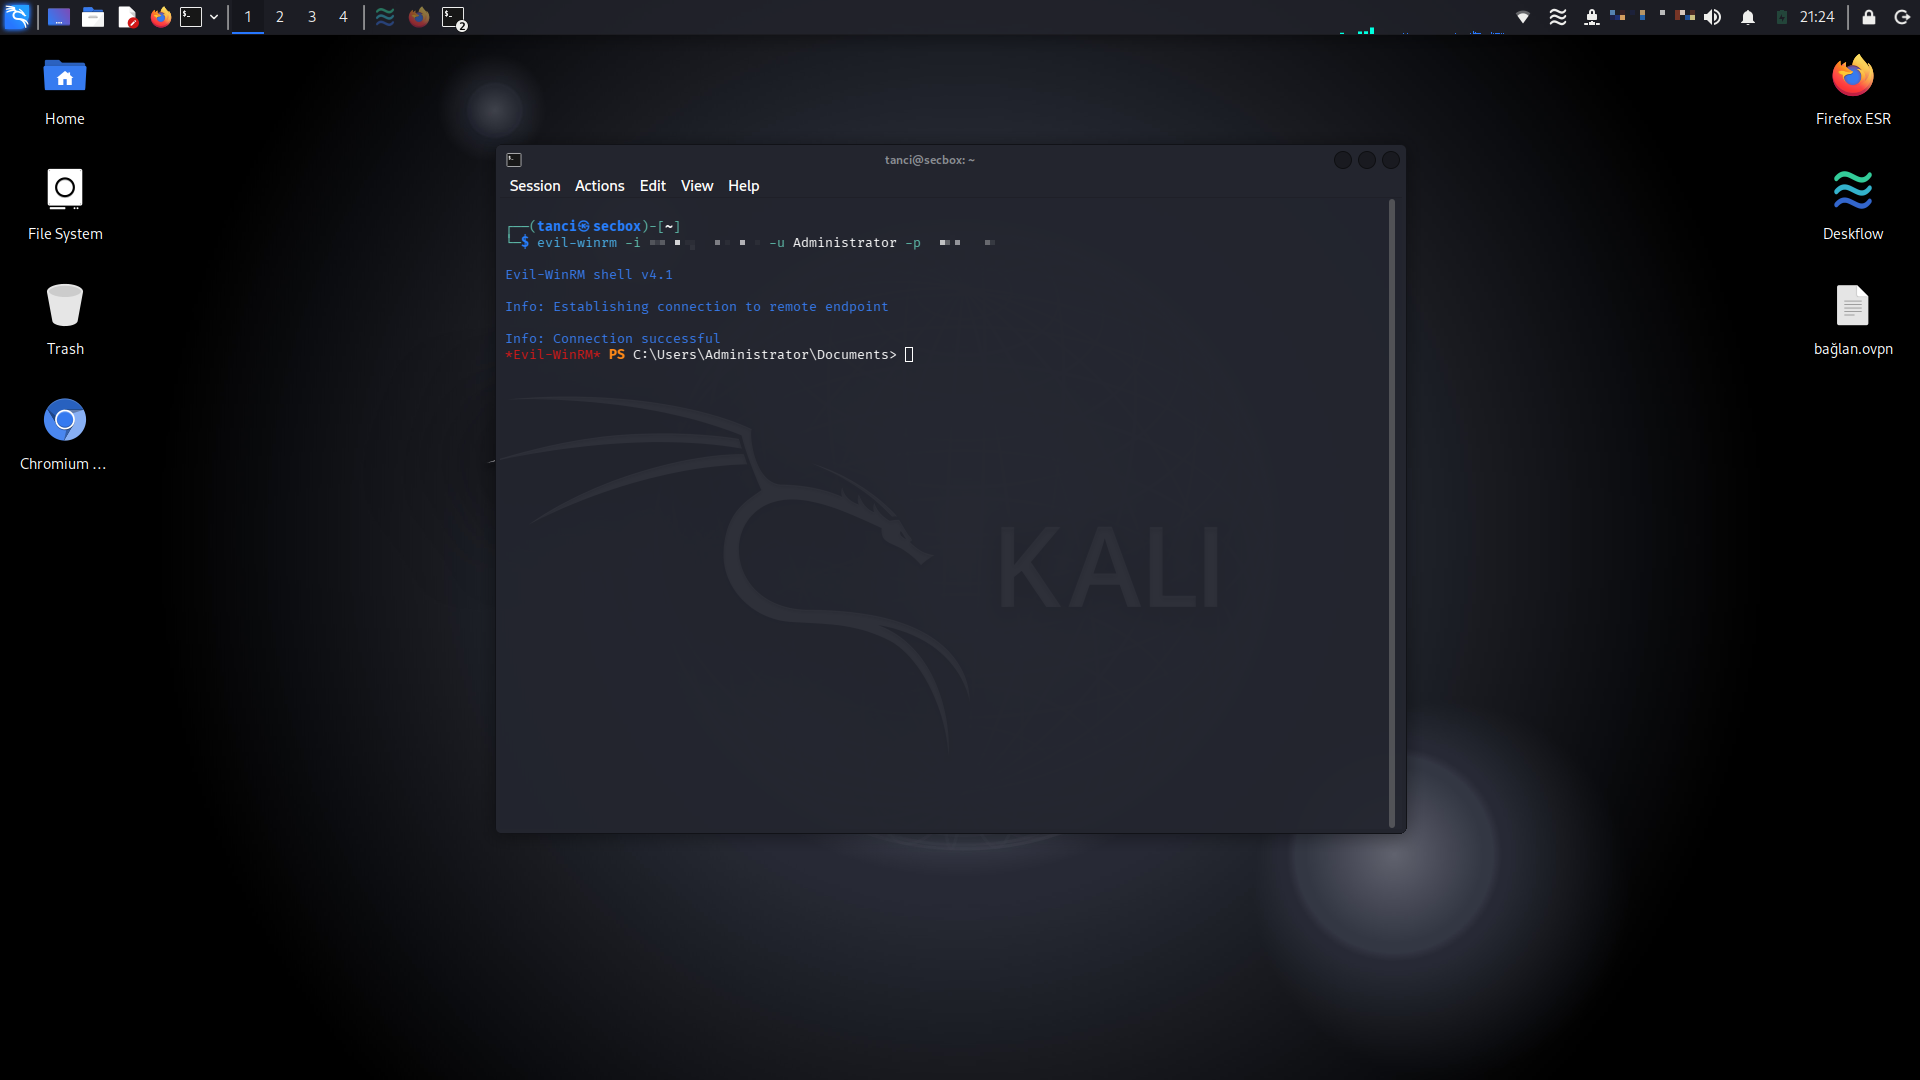 1 2 3 4
2
21:24
Home
File System
Trash
Chromium ...
Firefox ESR
Deskflow
bağlan.ovpn
tanci@secbox: ~
Session Actions Edit View Help
┌──(tanci㉿secbox)-[~]
└─$ evil-winrm -i -u Administrator -p
Evil-WinRM shell v4.1
Info: Establishing connection to remote endpoint
Info: Connection successful
*Evil-WinRM* PS C:\Users\Administrator\Documents>
KALI